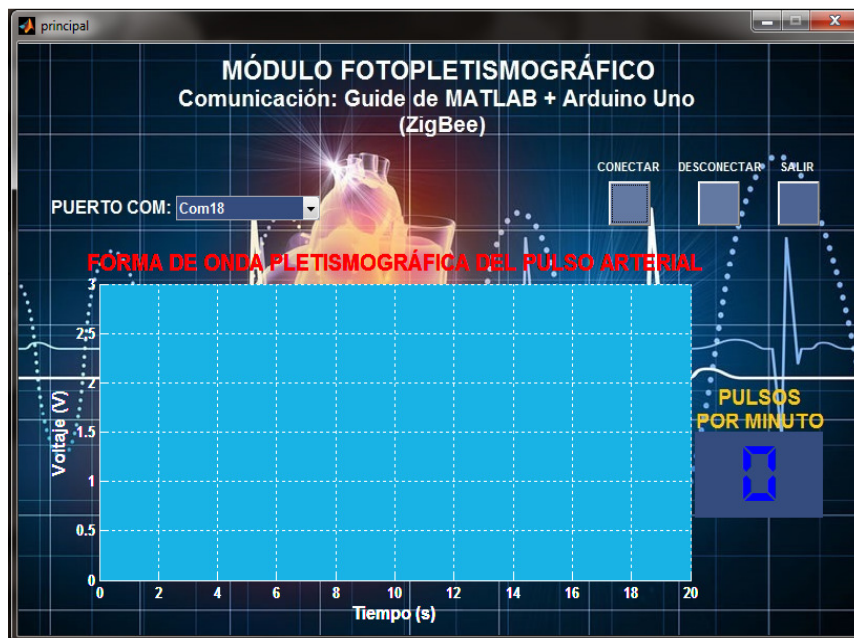 principal
MÓDULO FOTOPLETISMOGRÁFICO
Comunicación: Guide de MATLAB + Arduino Uno
(ZigBee)
CONECTAR DESCONECTAR SALIR
PUERTO COM: Com18
FORMA DE ONDA PLETISMOGRÁFICA DEL PULSO ARTERIAL
3
2.5
2
1.5
1
0.5
0
Voltaje (V)
0 2 4 6 8 10 12 14 16 18 20
Tiempo (s)
PULSOS
POR MINUTO
0